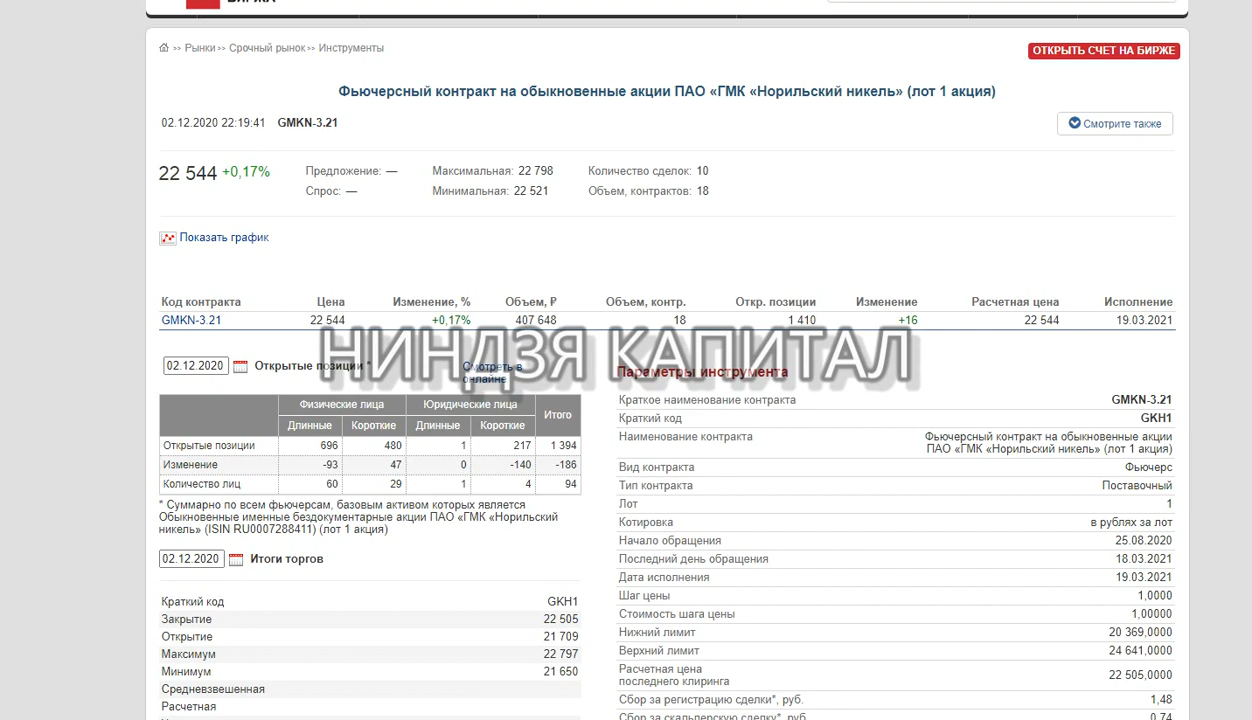 БИРЖА
>> Рынки >> Срочный рынок >> Инструменты
ОТКРЫТЬ СЧЕТ НА БИРЖЕ
Фьючерсный контракт на обыкновенные акции ПАО «ГМК «Норильский никель» (лот 1 акция)
02.12.2020 22:19:41 GMKN-3.21
Смотрите также
22 544 +0,17%
Предложение: — Максимальная: 22 798 Количество сделок: 10
Спрос: — Минимальная: 22 521 Объем, контрактов: 18
Показать график
Код контракта Цена Изменение, % Объем, ₽ Объем, контр. Откр. позиции Изменение Расчетная цена Исполнение
GMKN-3.21 22 544 +0,17% 407 648 18 1 410 +16 22 544 19.03.2021
НИНДЗЯ КАПИТАЛ
02.12.2020 Открытые позиции * Смотреть в
онлайне
Физические лица Юридические лица Итого
Длинные Короткие Длинные Короткие
Открытые позиции 696 480 1 217 1 394
Изменение -93 47 0 -140 -186
Количество лиц 60 29 1 4 94
* Суммарно по всем фьючерсам, базовым активом которых является
Обыкновенные именные бездокументарные акции ПАО «ГМК «Норильский
никель» (ISIN RU0007288411) (лот 1 акция)
02.12.2020 Итоги торгов
Краткий код GKH1
Закрытие 22 505
Открытие 21 709
Максимум 22 797
Минимум 21 650
Средневзвешенная
Расчетная
Параметры инструмента
Краткое наименование контракта GMKN-3.21
Краткий код GKH1
Наименование контракта Фьючерсный контракт на обыкновенные акции
ПАО «ГМК «Норильский никель» (лот 1 акция)
Вид контракта Фьючерс
Тип контракта Поставочный
Лот 1
Котировка в рублях за лот
Начало обращения 25.08.2020
Последний день обращения 18.03.2021
Дата исполнения 19.03.2021
Шаг цены 1,0000
Стоимость шага цены 1,00000
Нижний лимит 20 369,0000
Верхний лимит 24 641,0000
Расчетная цена
последнего клиринга 22 505,0000
Сбор за регистрацию сделки*, руб. 1,48
Сбор за скальперскую сделку*, руб. 0,74